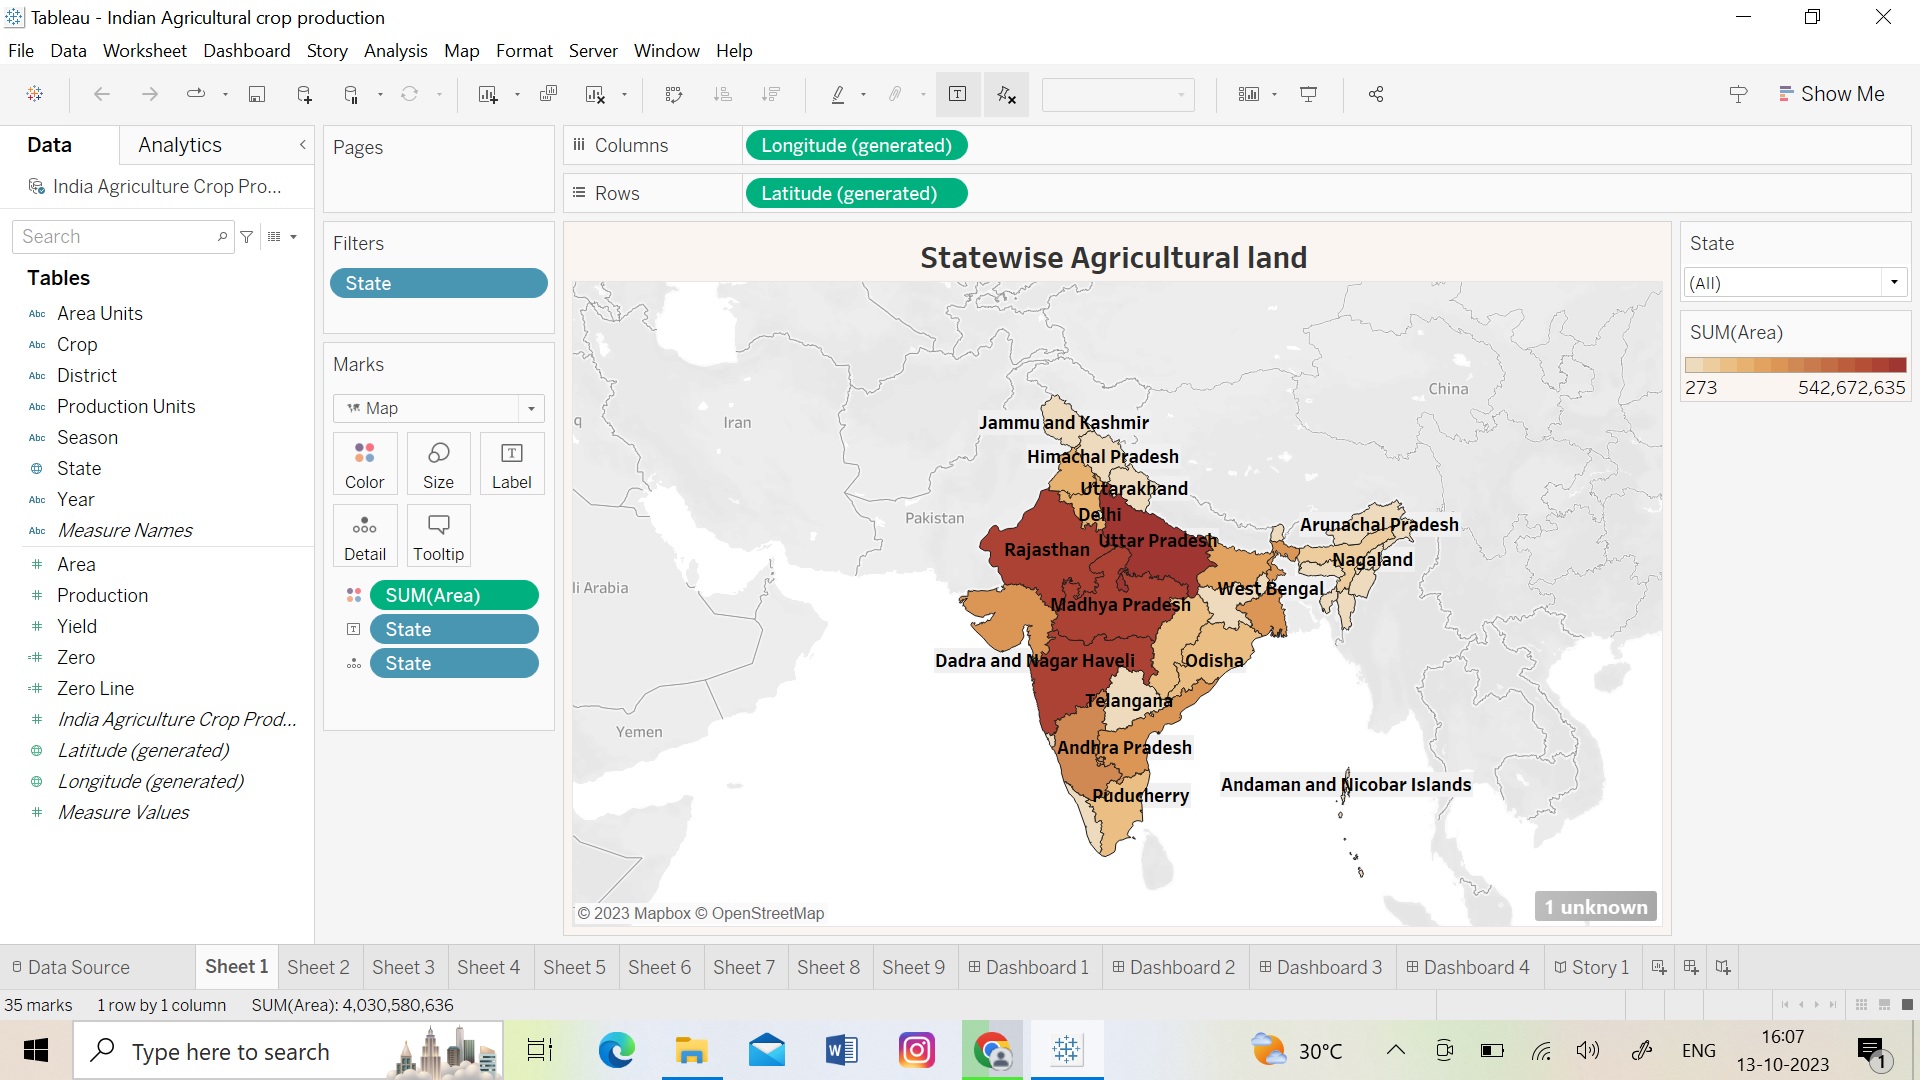 Tableau - Indian Agricultural crop production
File Data Worksheet Dashboard Story Analysis Map Format Server Window Help
Show Me
Data Analytics
India Agriculture Crop Pro...
Search
Tables
Abc Area Units
Abc Crop
Abc District
Abc Production Units
Abc Season
State
Abc Year
Abc Measure Names
# Area
# Production
# Yield
=# Zero
=# Zero Line
# India Agriculture Crop Prod...
Latitude (generated)
Longitude (generated)
# Measure Values
Pages
Filters
State
Marks
Map
Color Size Label
Detail Tooltip
SUM(Area)
State
State
Columns Longitude (generated)
Rows Latitude (generated)
Statewise Agricultural land
Iran
q
China
Pakistan
li Arabia
Yemen
Jammu and Kashmir
Himachal Pradesh
Uttarakhand
Delhi
Arunachal Pradesh
Rajasthan
Uttar Pradesh
Nagaland
West Bengal
Madhya Pradesh
Dadra and Nagar Haveli
Odisha
Telangana
Andhra Pradesh
Puducherry
Andaman and Nicobar Islands
© 2023 Mapbox © OpenStreetMap
1 unknown
State
(All)
SUM(Area)
273 542,672,635
Data Source Sheet 1 Sheet 2 Sheet 3 Sheet 4 Sheet 5 Sheet 6 Sheet 7 Sheet 8 Sheet 9 Dashboard 1 Dashboard 2 Dashboard 3 Dashboard 4 Story 1
35 marks 1 row by 1 column SUM(Area): 4,030,580,636
Type here to search
30°C
ENG
16:07
13-10-2023
1